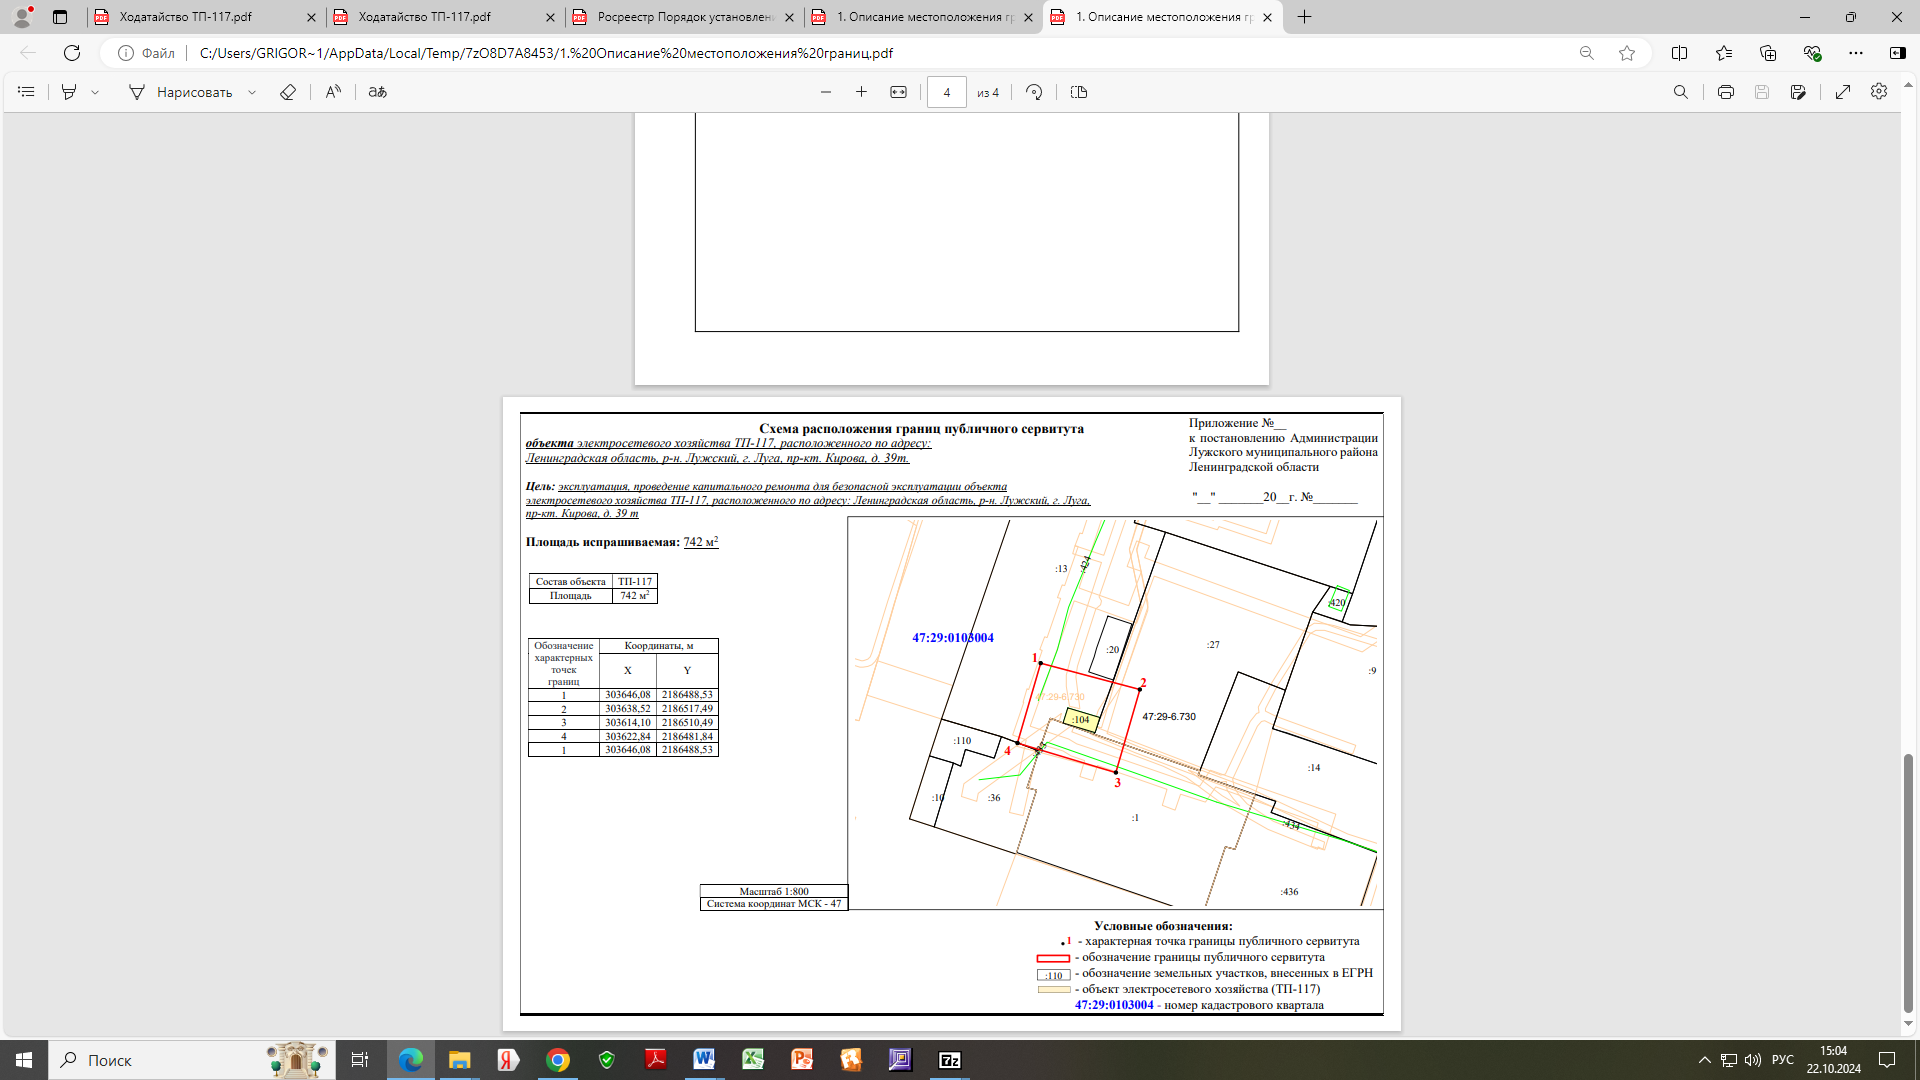 Ходатайство ТП-117.pdf
Ходатайство ТП-117.pdf
Росреестр Порядок установлен
1. Описание местоположения гр
1. Описание местоположения гр
Файл
C:/Users/GRIGOR~1/AppData/Local/Temp/7zO8D7A8453/1.%20Описание%20местоположения%20границ.pdf
Нарисовать
4 из 4
Схема расположения границ публичного сервитута
объекта электросетевого хозяйства ТП-117, расположенного по адресу:
Ленинградская область, р-н. Лужский, г. Луга, пр-кт. Кирова, д. 39т.
Приложение №__
к постановлению Администрации
Лужского муниципального района
Ленинградской области
"__" _______20__г. №_______
Цель: эксплуатация, проведение капитального ремонта для безопасной эксплуатации объекта
электросетевого хозяйства ТП-117, расположенного по адресу: Ленинградская область, р-н. Лужский, г. Луга,
пр-кт. Кирова, д. 39 т
Площадь испрашиваемая: 742 м²
Состав объекта ТП-117
Площадь 742 м²
Обозначение характерных точек границ Координаты, м
X Y
1 303646,08 2186488,53
2 303638,52 2186517,49
3 303614,10 2186510,49
4 303622,84 2186481,84
1 303646,08 2186488,53
:13
:424
:420
47:29:0103004
:20
:27
1
:9
2
47:29-6.730
47:29-6.730
:104
:110
4
:14
3
:10
:36
:1
:434
:436
Масштаб 1:800
Система координат МСК - 47
Условные обозначения:
1 - характерная точка границы публичного сервитута
- обозначение границы публичного сервитута
:110 - обозначение земельных участков, внесенных в ЕГРН
- объект электросетевого хозяйства (ТП-117)
47:29:0103004 - номер кадастрового квартала
Поиск
РУС
15:04
22.10.2024